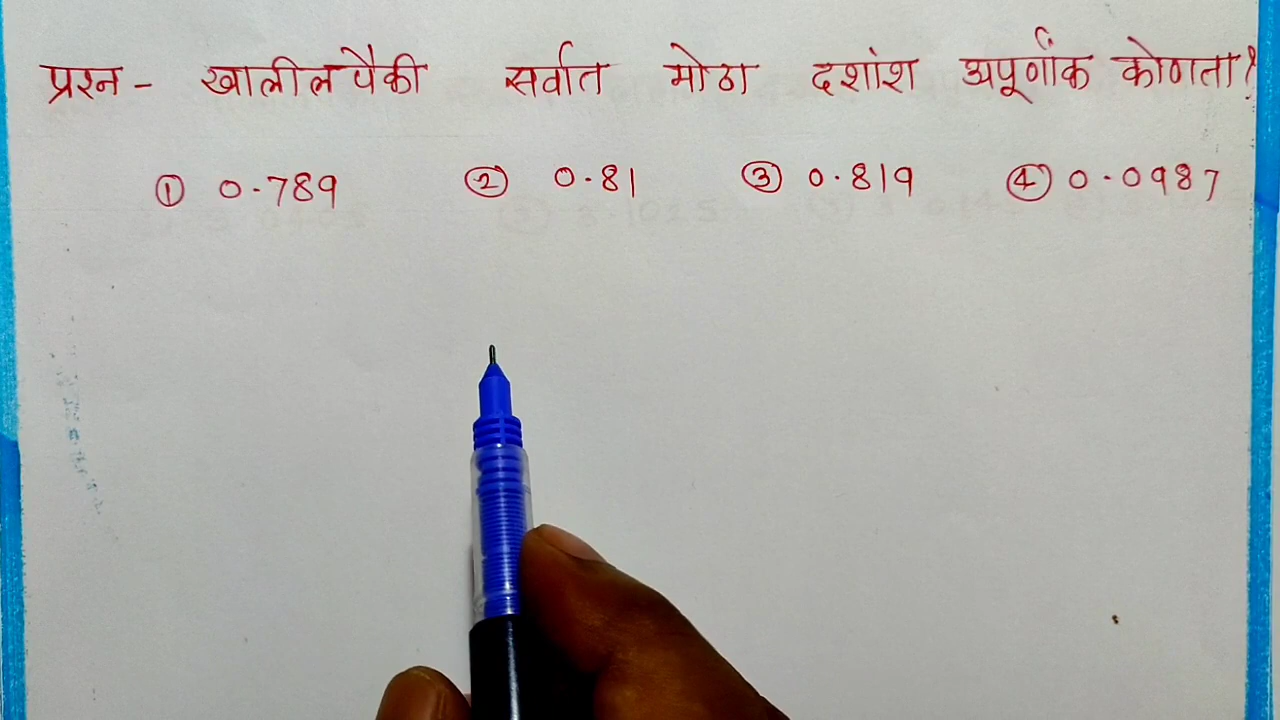 प्रश्न - खालीलपैकी सर्वात मोठा दशांश अपूर्णांक कोणता?
① 0.789 ② 0.81 ③ 0.819 ④ 0.0987